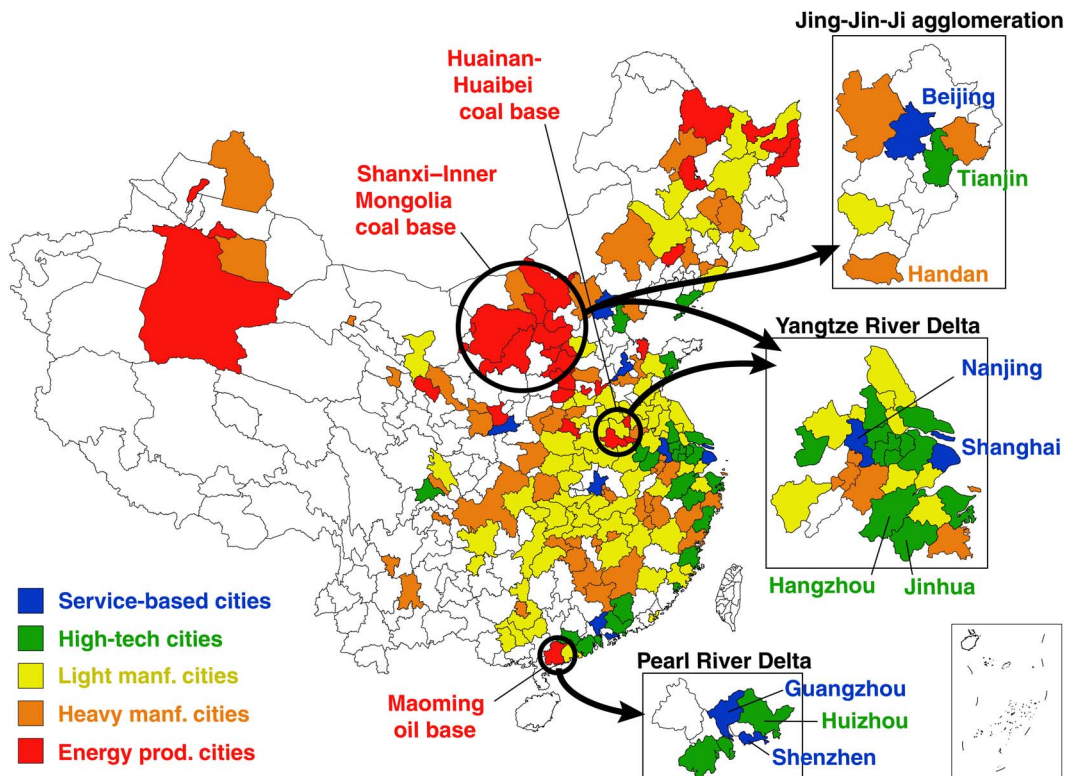 Jing-Jin-Ji agglomeration
Huainan-
Huaibei
coal base
Beijing
Shanxi–Inner
Mongolia
coal base
Tianjin
Handan
Yangtze River Delta
Nanjing
Shanghai
Hangzhou
Jinhua
Service-based cities
High-tech cities
Light manf. cities
Heavy manf. cities
Energy prod. cities
Maoming
oil base
Pearl River Delta
Guangzhou
Huizhou
Shenzhen